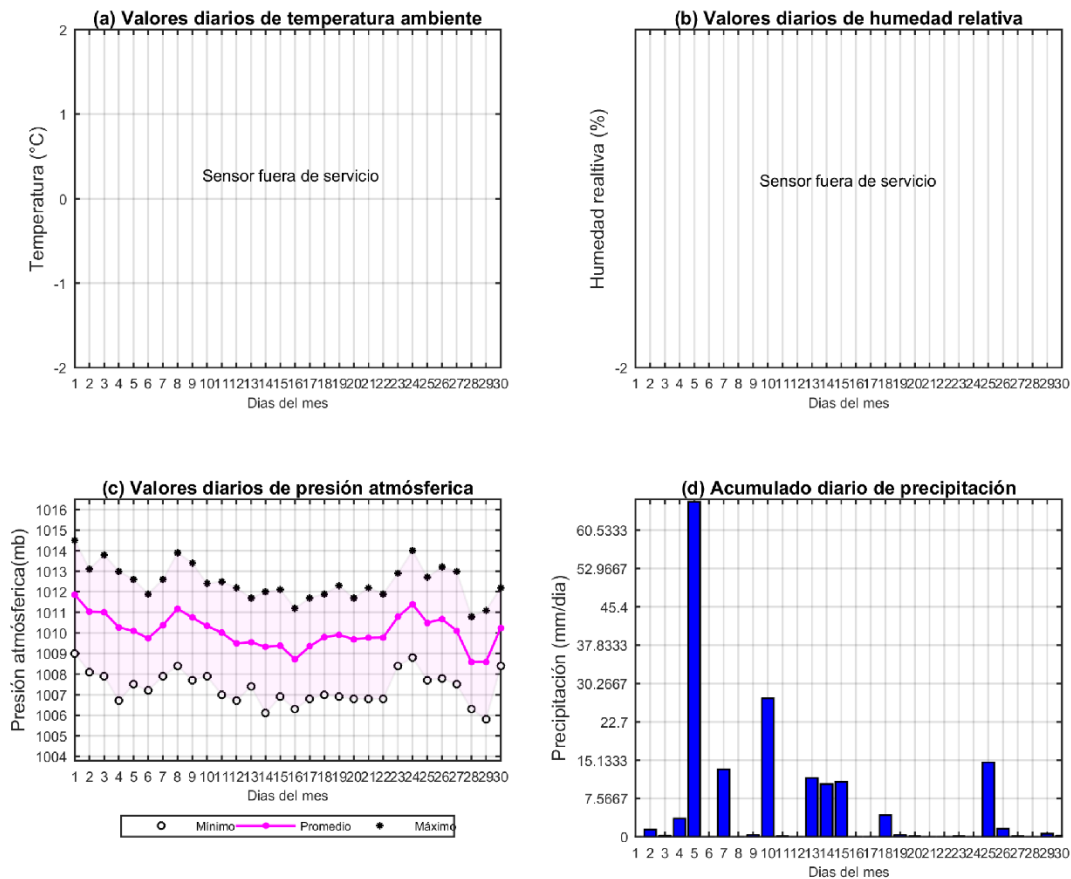 (a) Valores diarios de temperatura ambiente
2
1
0
-1
-2
Temperatura (°C)
Sensor fuera de servicio
1 2 3 4 5 6 7 8 9 10 11 12 13 14 15 16 17 18 19 20 21 22 23 24 25 26 27 28 29 30
Dias del mes
(b) Valores diarios de humedad relativa
-2
Humedad realtiva (%)
Sensor fuera de servicio
1 2 3 4 5 6 7 8 9 10 11 12 13 14 15 16 17 18 19 20 21 22 23 24 25 26 27 28 29 30
Dias del mes
(c) Valores diarios de presión atmósferica
1016
1015
1014
1013
1012
1011
1010
1009
1008
1007
1006
1005
1004
Presión atmósferica(mb)
1 2 3 4 5 6 7 8 9 10 11 12 13 14 15 16 17 18 19 20 21 22 23 24 25 26 27 28 29 30
Dias del mes
Mínimo Promedio Máximo
(d) Acumulado diario de precipitación
60.5333
52.9667
45.4
37.8333
30.2667
22.7
15.1333
7.5667
0
Precipitación (mm/dia)
1 2 3 4 5 6 7 8 9 10 11 12 13 14 15 16 17 18 19 20 21 22 23 24 25 26 27 28 29 30
Dias del mes